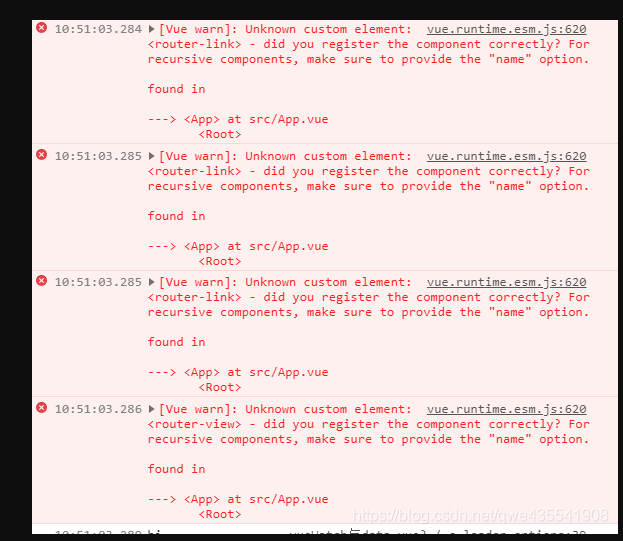 10:51:03.284 ▶[Vue warn]: Unknown custom element: vue.runtime.esm.js:620
<router-link> - did you register the component correctly? For
recursive components, make sure to provide the "name" option.
found in
---> <App> at src/App.vue
<Root>
10:51:03.285 ▶[Vue warn]: Unknown custom element: vue.runtime.esm.js:620
<router-link> - did you register the component correctly? For
recursive components, make sure to provide the "name" option.
found in
---> <App> at src/App.vue
<Root>
10:51:03.285 ▶[Vue warn]: Unknown custom element: vue.runtime.esm.js:620
<router-link> - did you register the component correctly? For
recursive components, make sure to provide the "name" option.
found in
---> <App> at src/App.vue
<Root>
10:51:03.286 ▶[Vue warn]: Unknown custom element: vue.runtime.esm.js:620
<router-view> - did you register the component correctly? For
recursive components, make sure to provide the "name" option.
found in
---> <App> at src/App.vue
<Root>
https://blog.csdn.net/qwe435541908